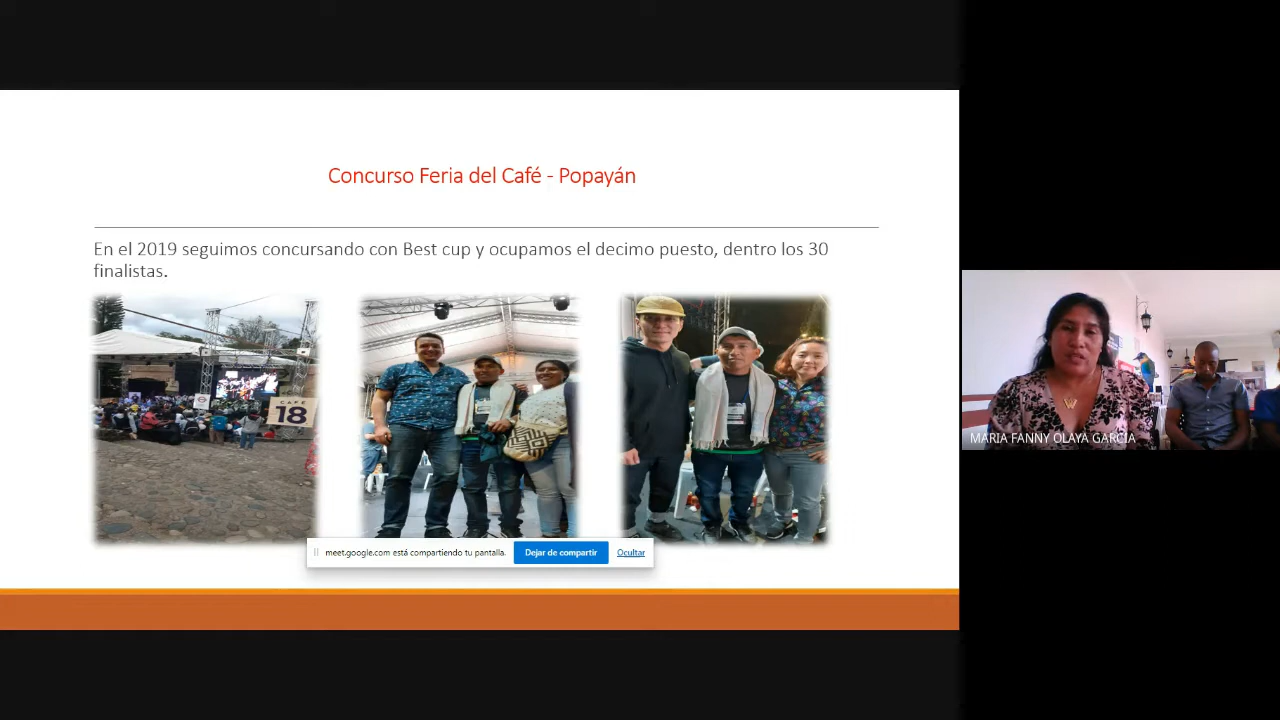 Concurso Feria del Café - Popayán
En el 2019 seguimos concursando con Best cup y ocupamos el decimo puesto, dentro los 30
finalistas.
CAFÉ
18
meet.google.com está compartiendo tu pantalla.
Dejar de compartir
Ocultar
MARIA FANNY OLAYA GARCIA